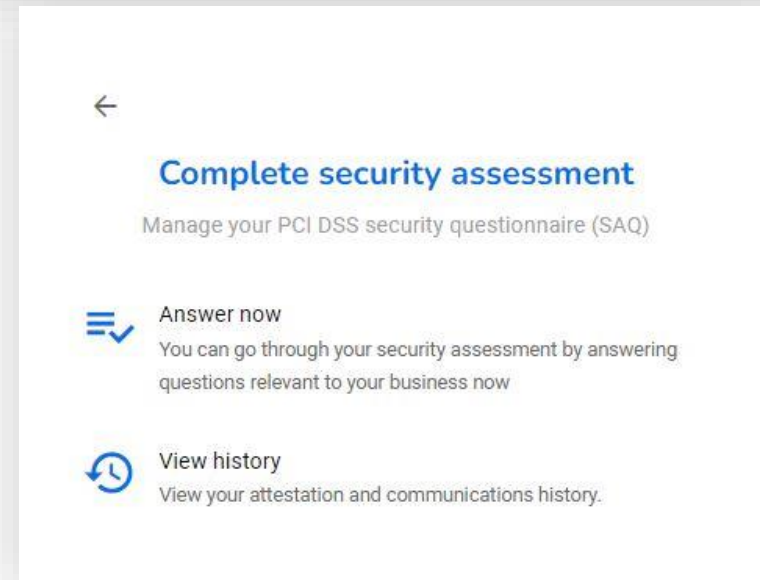 Complete security assessment
Manage your PCI DSS security questionnaire (SAQ)
Answer now
You can go through your security assessment by answering
questions relevant to your business now
View history
View your attestation and communications history.